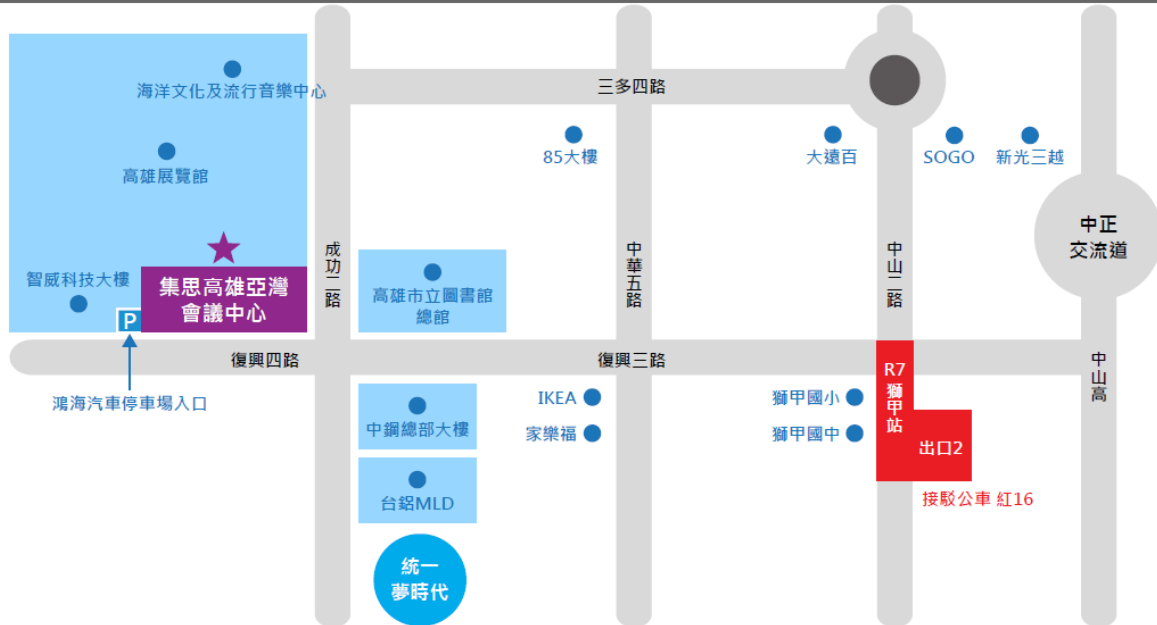 海洋文化及流行音樂中心
三多四路
85大樓
大遠百
SOGO
新光三越
高雄展覽館
中正
交流道
成功二路
中華五路
中山二路
智威科技大樓
集思高雄亞灣
會議中心
高雄市立圖書館
總館
P
復興四路
復興三路
中山高
R7
獅甲站
鴻海汽車停車場入口
IKEA
獅甲國小
中鋼總部大樓
家樂福
獅甲國中
出口2
台鋁MLD
接駁公車 紅16
統一
夢時代